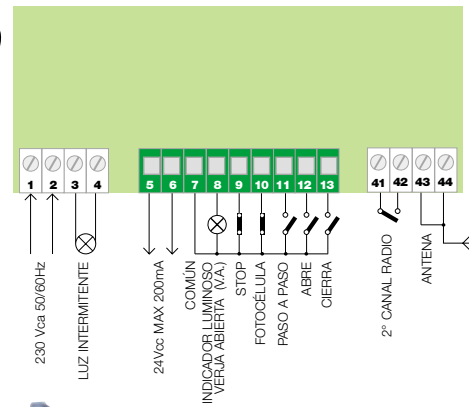 1 2 3 4
5 6 7 8 9 10 11 12 13
41 42 43 44
230 Vca 50/60Hz
LUZ INTERMITENTE
24Vcc MAX 200mA
COMÚN
INDICADOR LUMINOSO
VERJA ABIERTA (V.A.)
STOP
FOTOCÉLULA
PASO A PASO
ABRE
CIERRA
2° CANAL RADIO
ANTENA